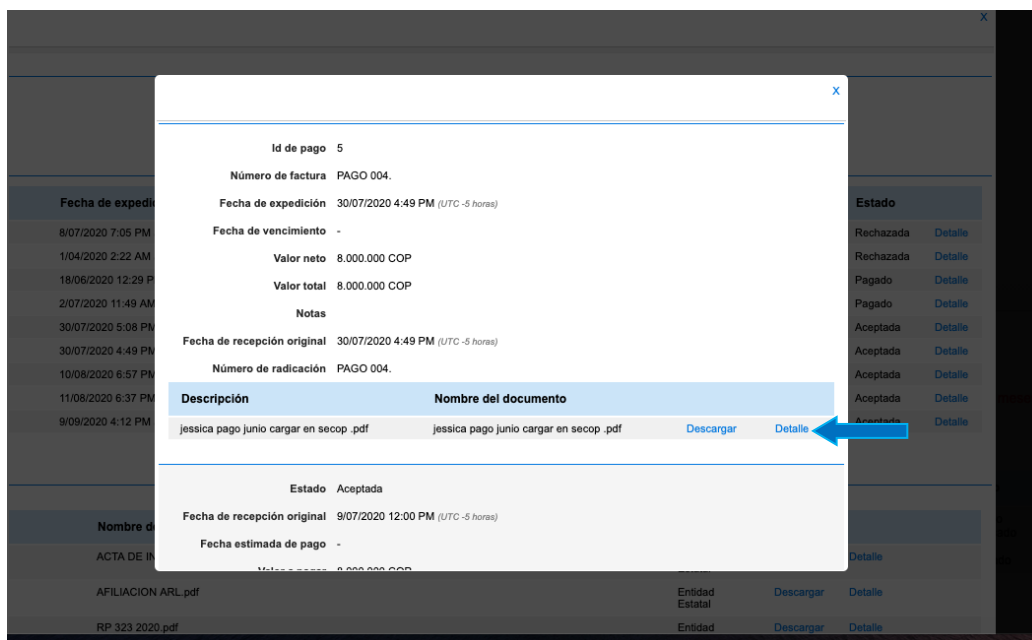 X
X
Id de pago 5
Número de factura PAGO 004.
Fecha de expedición 30/07/2020 4:49 PM (UTC -5 horas)
Fecha de vencimiento -
Valor neto 8.000.000 COP
Valor total 8.000.000 COP
Notas
Fecha de recepción original 30/07/2020 4:49 PM (UTC -5 horas)
Número de radicación PAGO 004.
Descripción Nombre del documento
jessica pago junio cargar en secop .pdf jessica pago junio cargar en secop .pdf Descargar Detalle
Estado Aceptada
Fecha de recepción original 9/07/2020 12:00 PM (UTC -5 horas)
Fecha estimada de pago -
Valor a pagar 8.000.000 COP
Fecha de expedi Estado
8/07/2020 7:05 PM Rechazada Detalle
1/04/2020 2:22 AM Rechazada Detalle
18/06/2020 12:29 P Pagado Detalle
2/07/2020 11:49 AM Pagado Detalle
30/07/2020 5:08 PM Aceptada Detalle
30/07/2020 4:49 PM Aceptada Detalle
10/08/2020 6:57 PM Aceptada Detalle
11/08/2020 6:37 PM Aceptada Detalle
9/09/2020 4:12 PM Aceptada Detalle
Nombre d
ACTA DE IN Detalle
Estatal
AFILIACION ARL.pdf Entidad Descargar Detalle
Estatal
RP 323 2020.pdf Entidad Descargar Detalle